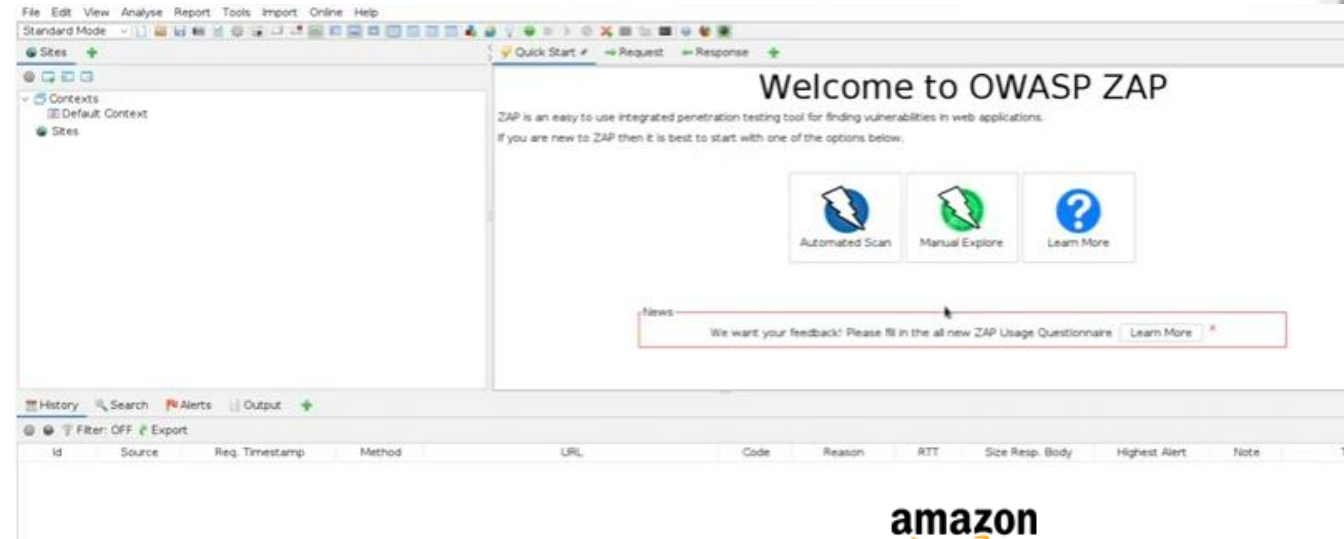 File Edit View Analyse Report Tools Import Online Help
Standard Mode
Sites
Quick Start Request Response
Contexts
Default Context
Sites
Welcome to OWASP ZAP
ZAP is an easy to use integrated penetration testing tool for finding vulnerabilities in web applications.
If you are new to ZAP then it is best to start with one of the options below.
Automated Scan Manual Explore Learn More
News
We want your feedback! Please fill in the all new ZAP Usage Questionnaire Learn More
History Search Alerts Output
Filter: OFF Export
Id Source Req. Timestamp Method URL Code Reason RTT Size Resp. Body Highest Alert Note
amazon